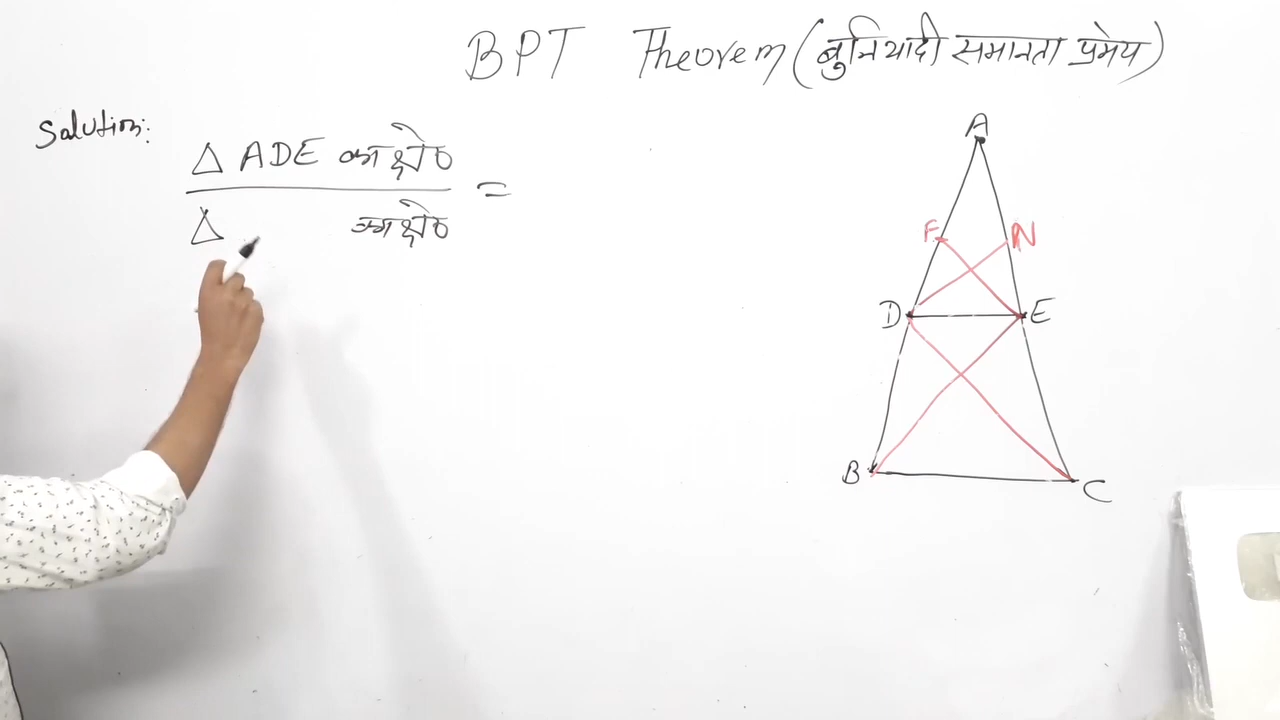 BPT Theorem (बुनियादी समानता प्रमेय)
Solution:
△ ADE का क्षे०
=
△ का क्षे०
A
F N
D E
B C